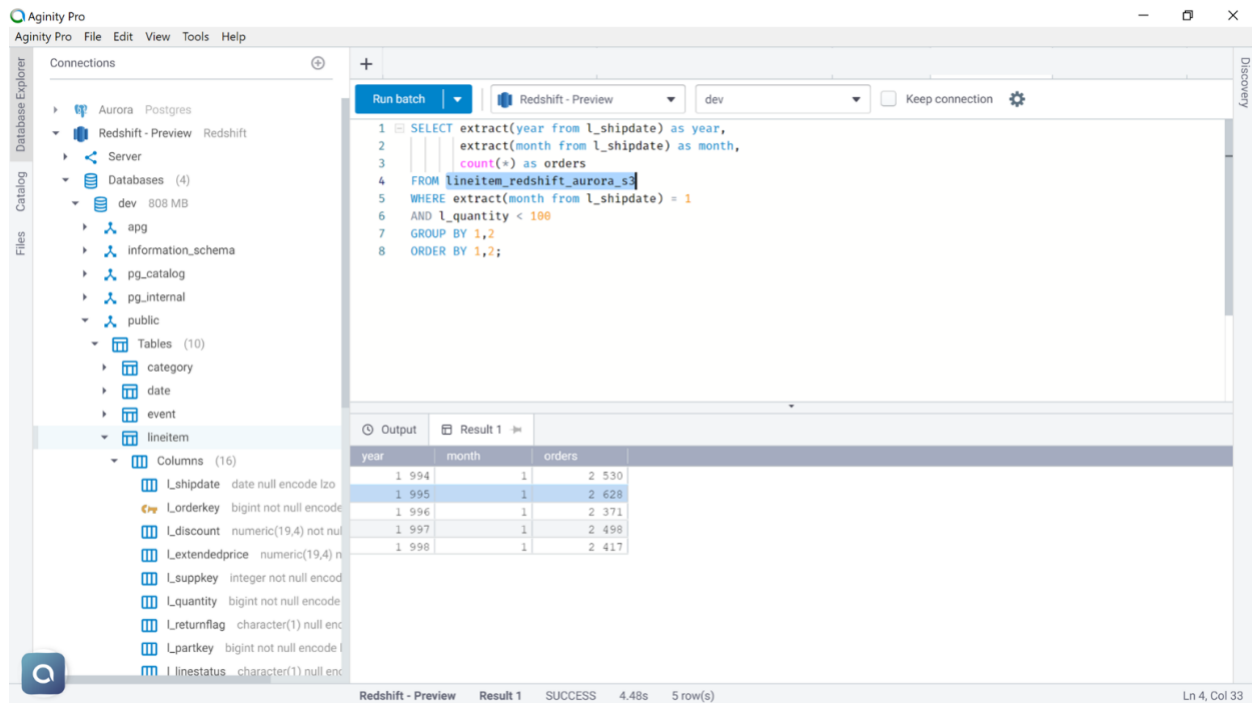 Aginity Pro
Aginity Pro File Edit View Tools Help
Database Explorer
Catalog
Files
Connections
Aurora Postgres
Redshift - Preview Redshift
Server
Databases (4)
dev 808 MB
apg
information_schema
pg_catalog
pg_internal
public
Tables (10)
category
date
event
lineitem
Columns (16)
l_shipdate date null encode lzo
l_orderkey bigint not null encode
l_discount numeric(19,4) not nul
l_extendedprice numeric(19,4) n
l_suppkey integer not null encod
l_quantity bigint not null encode
l_returnflag character(1) null enc
l_partkey bigint not null encode l
l_linestatus character(1) null enc
Run batch Redshift - Preview dev Keep connection
1 SELECT extract(year from l_shipdate) as year,
2 extract(month from l_shipdate) as month,
3 count(*) as orders
4 FROM lineitem_redshift_aurora_s3
5 WHERE extract(month from l_shipdate) = 1
6 AND l_quantity < 100
7 GROUP BY 1,2
8 ORDER BY 1,2;
Output Result 1
year month orders
1 994 1 2 530
1 995 1 2 628
1 996 1 2 371
1 997 1 2 498
1 998 1 2 417
Redshift - Preview Result 1 SUCCESS 4.48s 5 row(s) Ln 4, Col 33
Discovery